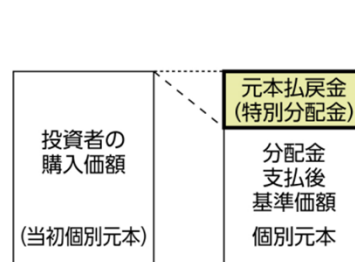 投資者の
購入価額
(当初個別元本)
元本払戻金
(特別分配金)
分配金
支払後
基準価額
個別元本